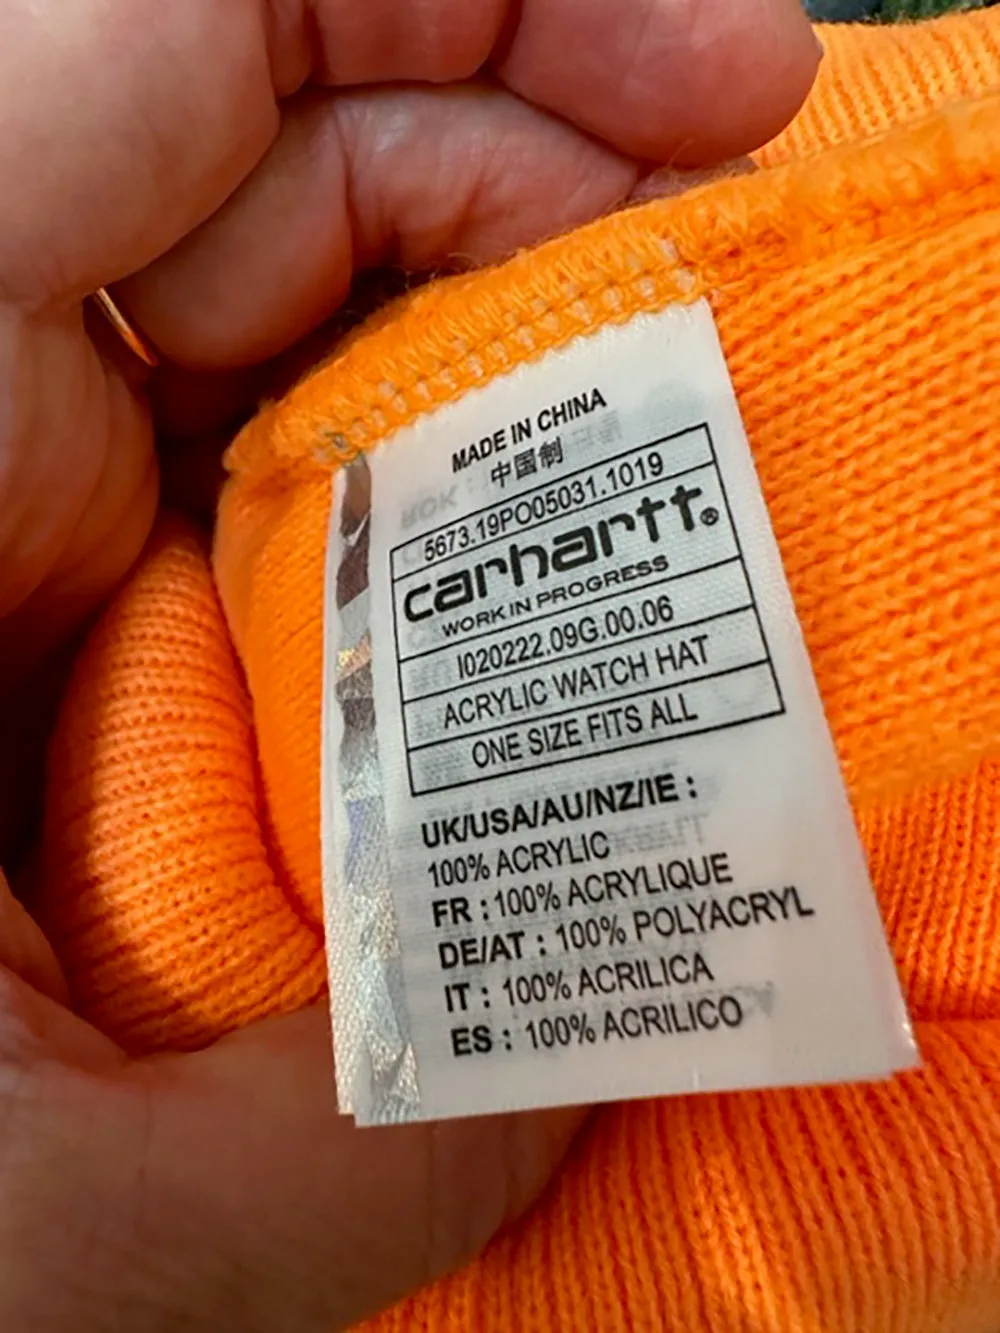 MADE IN CHINA
中国制
5673.19PO05031.1019
carhartt®
WORK IN PROGRESS
I020222.09G.00.06
ACRYLIC WATCH HAT
ONE SIZE FITS ALL
UK/USA/AU/NZ/IE :
100% ACRYLIC
FR : 100% ACRYLIQUE
DE/AT : 100% POLYACRYL
IT : 100% ACRILICA
ES : 100% ACRILICO